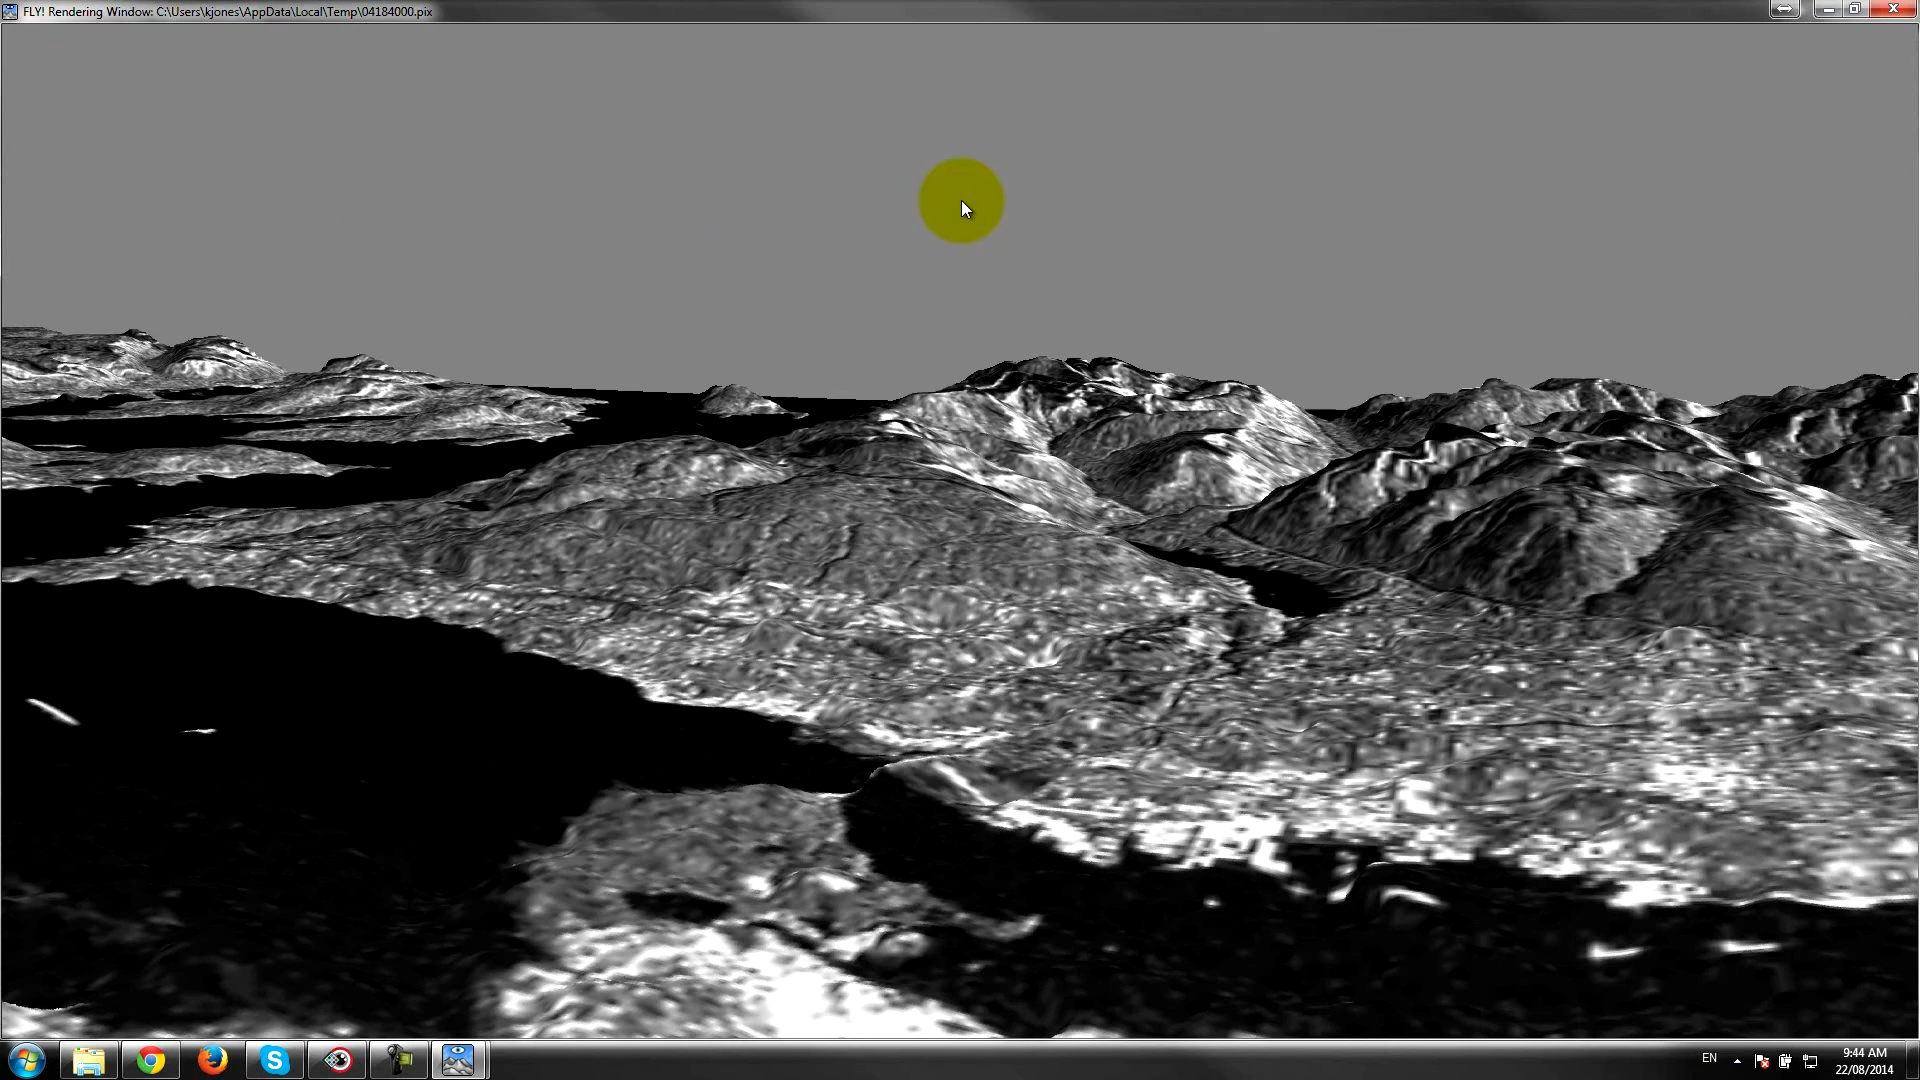 FLY! Rendering Window: C:\Users\kjones\AppData\Local\Temp\04184000.pix
EN
9:44 AM
22/08/2014